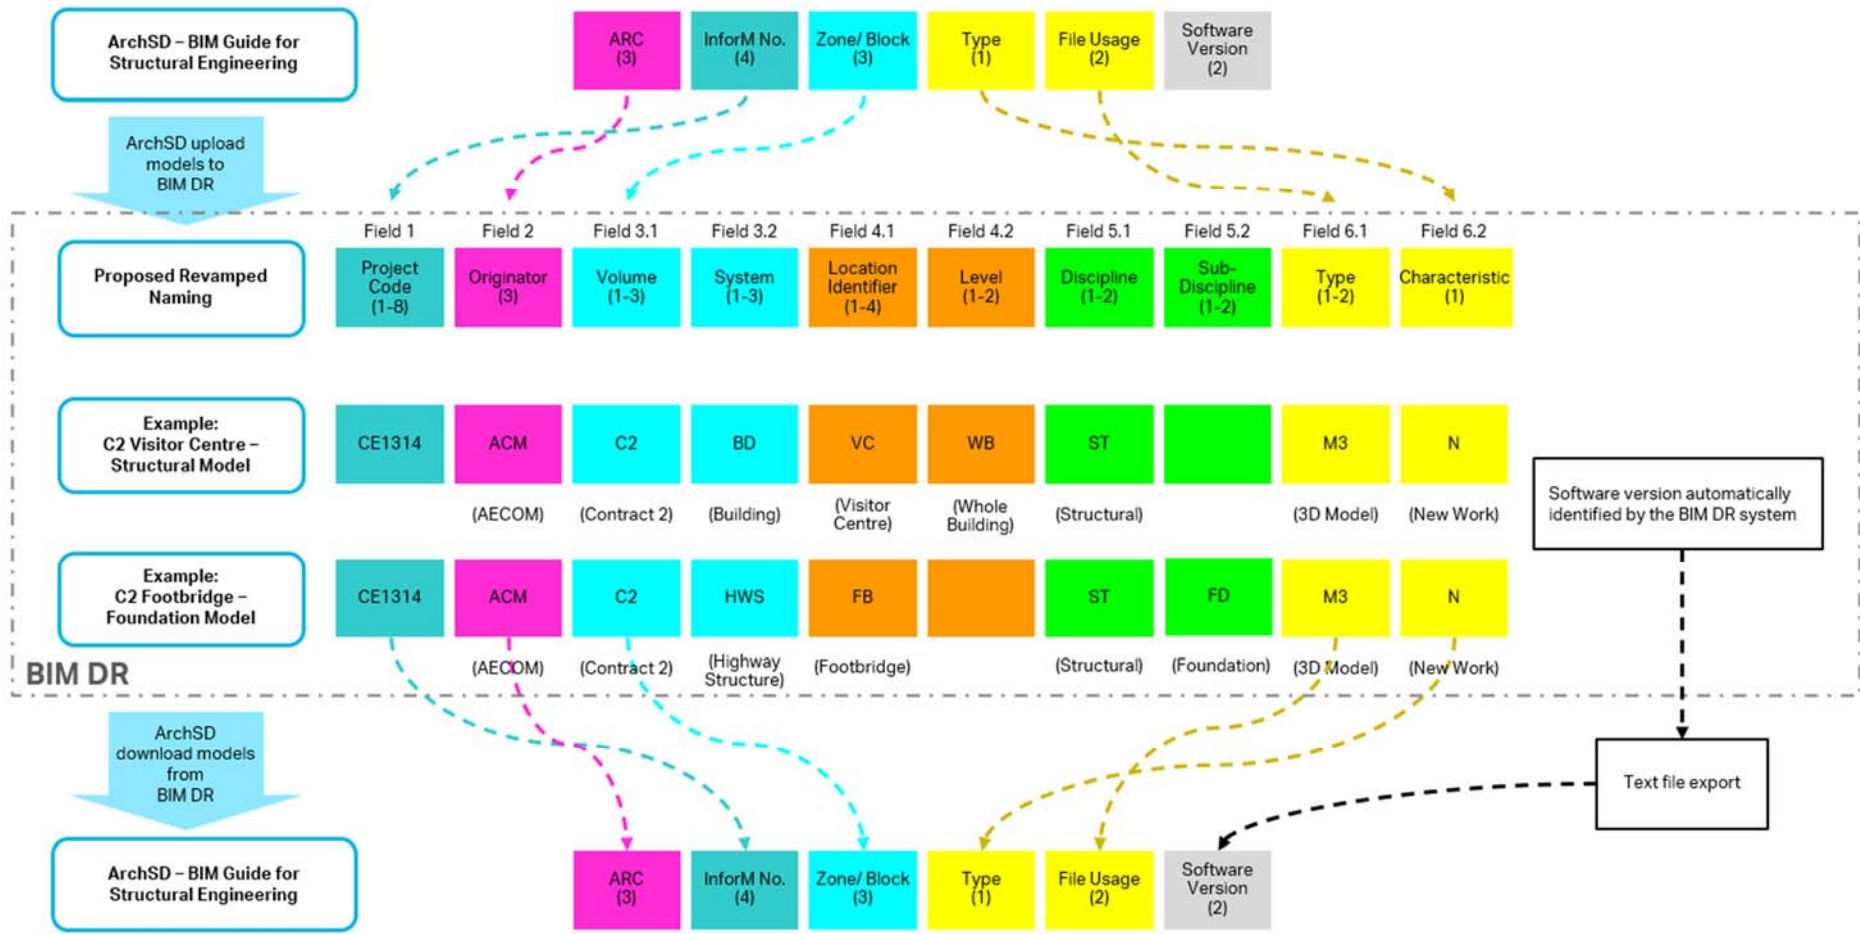 ArchSD – BIM Guide for
Structural Engineering
ARC
(3)
InforM No.
(4)
Zone/ Block
(3)
Type
(1)
File Usage
(2)
Software
Version
(2)
ArchSD upload
models to
BIM DR
Field 1
Field 2
Field 3.1
Field 3.2
Field 4.1
Field 4.2
Field 5.1
Field 5.2
Field 6.1
Field 6.2
Proposed Revamped
Naming
Project
Code
(1-8)
Originator
(3)
Volume
(1-3)
System
(1-3)
Location
Identifier
(1-4)
Level
(1-2)
Discipline
(1-2)
Sub-
Discipline
(1-2)
Type
(1-2)
Characteristic
(1)
Example:
C2 Visitor Centre –
Structural Model
CE1314
ACM
C2
BD
VC
WB
ST
M3
N
(AECOM)
(Contract 2)
(Building)
(Visitor
Centre)
(Whole
Building)
(Structural)
(3D Model)
(New Work)
Software version automatically
identified by the BIM DR system
Example:
C2 Footbridge –
Foundation Model
CE1314
ACM
C2
HWS
FB
ST
FD
M3
N
(AECOM)
(Contract 2)
(Highway
Structure)
(Footbridge)
(Structural)
(Foundation)
(3D Model)
(New Work)
BIM DR
ArchSD
download models
from
BIM DR
Text file export
ArchSD – BIM Guide for
Structural Engineering
ARC
(3)
InforM No.
(4)
Zone/ Block
(3)
Type
(1)
File Usage
(2)
Software
Version
(2)